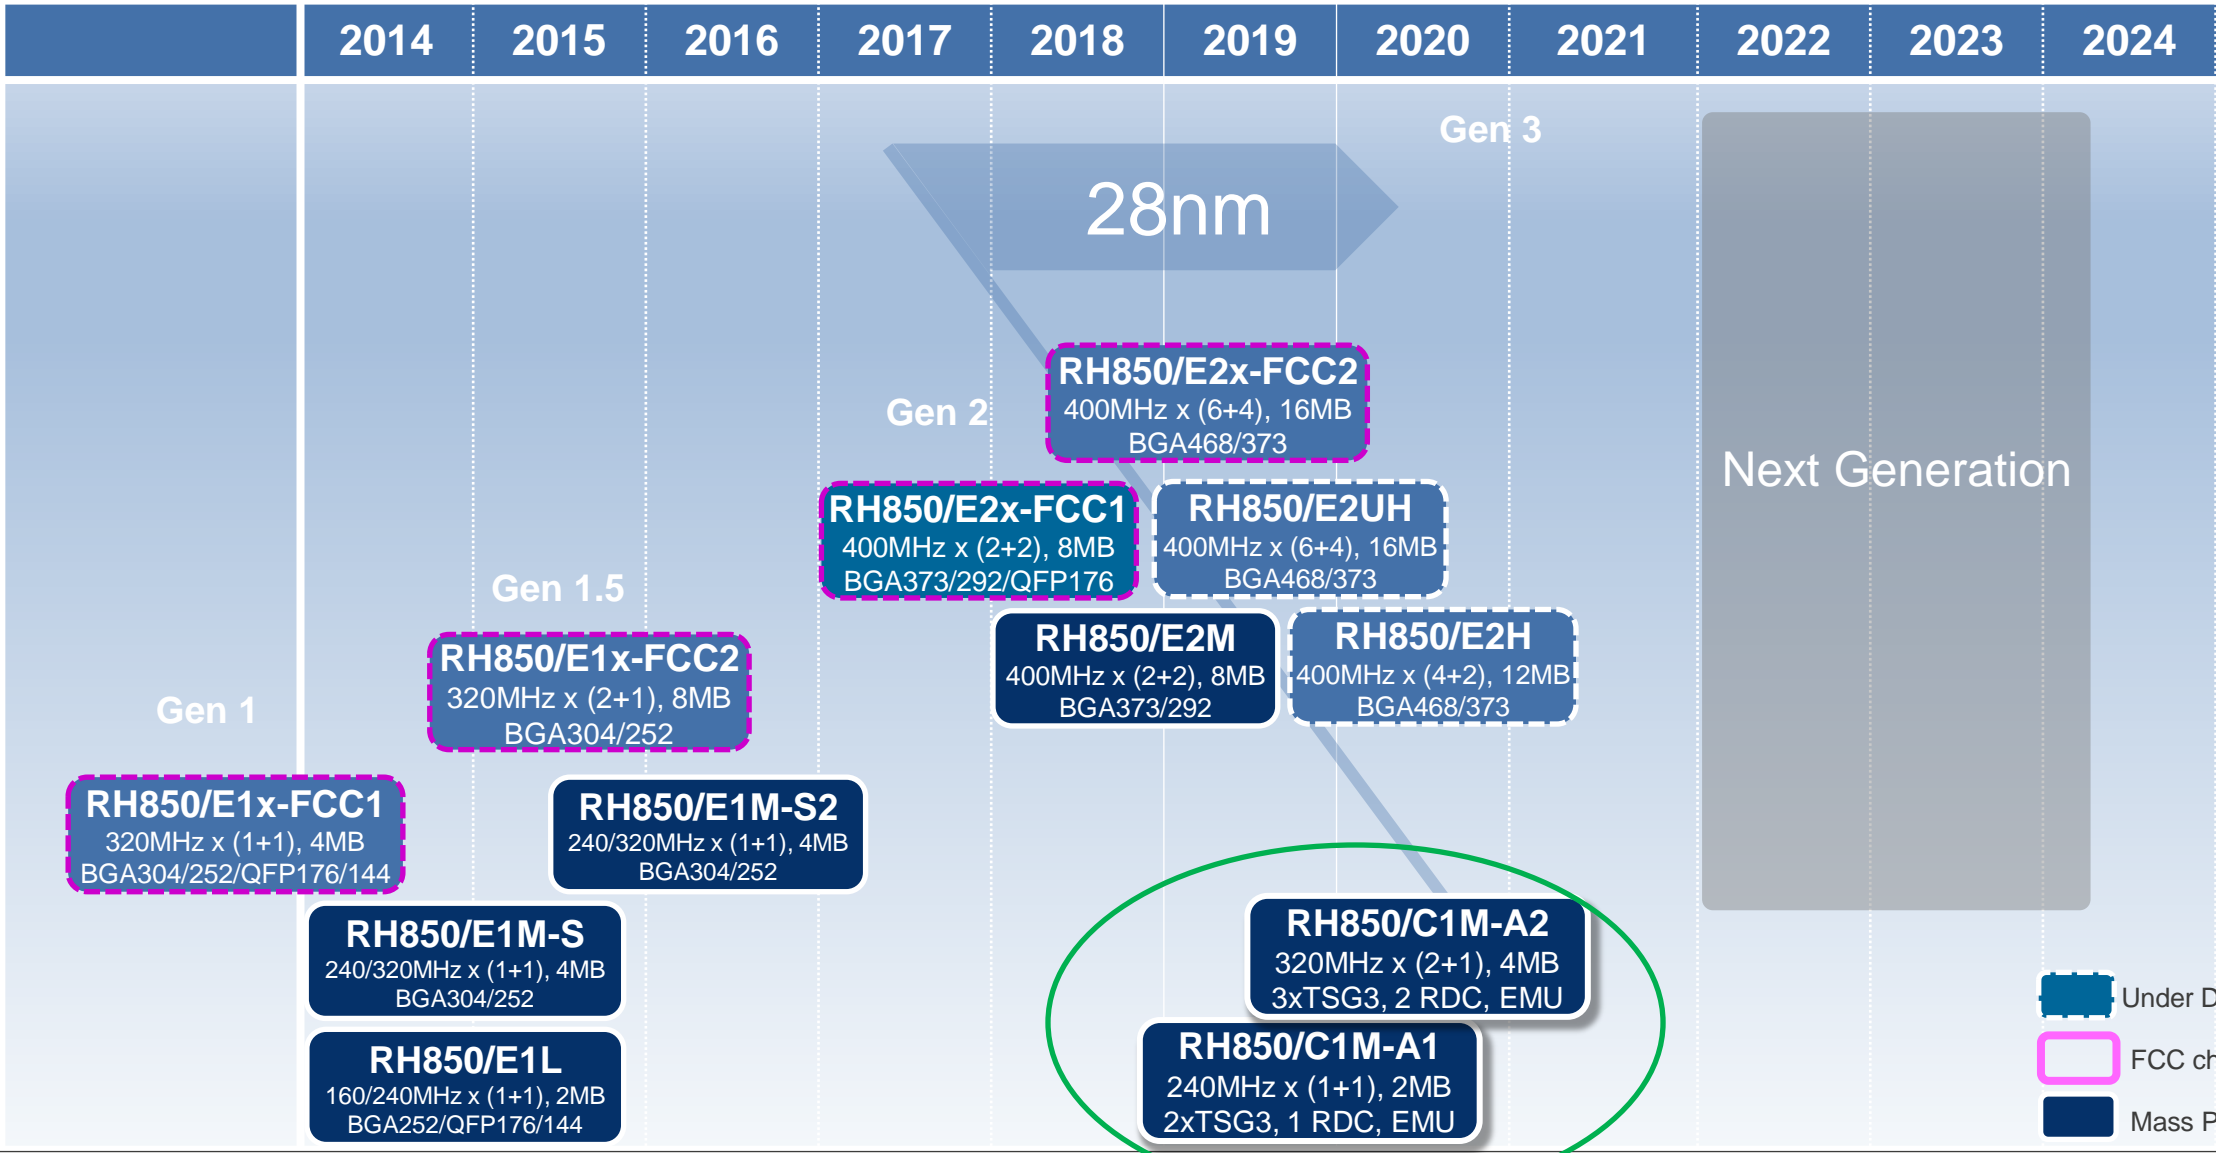 2014 2015 2016 2017 2018 2019 2020 2021 2022 2023 2024
Gen 3
28nm
RH850/E2x-FCC2
400MHz x (6+4), 16MB
BGA468/373
Gen 2
Next Generation
RH850/E2x-FCC1
400MHz x (2+2), 8MB
BGA373/292/QFP176
RH850/E2UH
400MHz x (6+4), 16MB
BGA468/373
Gen 1.5
RH850/E2M
400MHz x (2+2), 8MB
BGA373/292
RH850/E2H
400MHz x (4+2), 12MB
BGA468/373
RH850/E1x-FCC2
320MHz x (2+1), 8MB
BGA304/252
Gen 1
RH850/E1x-FCC1
320MHz x (1+1), 4MB
BGA304/252/QFP176/144
RH850/E1M-S2
240/320MHz x (1+1), 4MB
BGA304/252
RH850/E1M-S
240/320MHz x (1+1), 4MB
BGA304/252
RH850/C1M-A2
320MHz x (2+1), 4MB
3xTSG3, 2 RDC, EMU
RH850/E1L
160/240MHz x (1+1), 2MB
BGA252/QFP176/144
RH850/C1M-A1
240MHz x (1+1), 2MB
2xTSG3, 1 RDC, EMU
Under D
FCC ch
Mass P